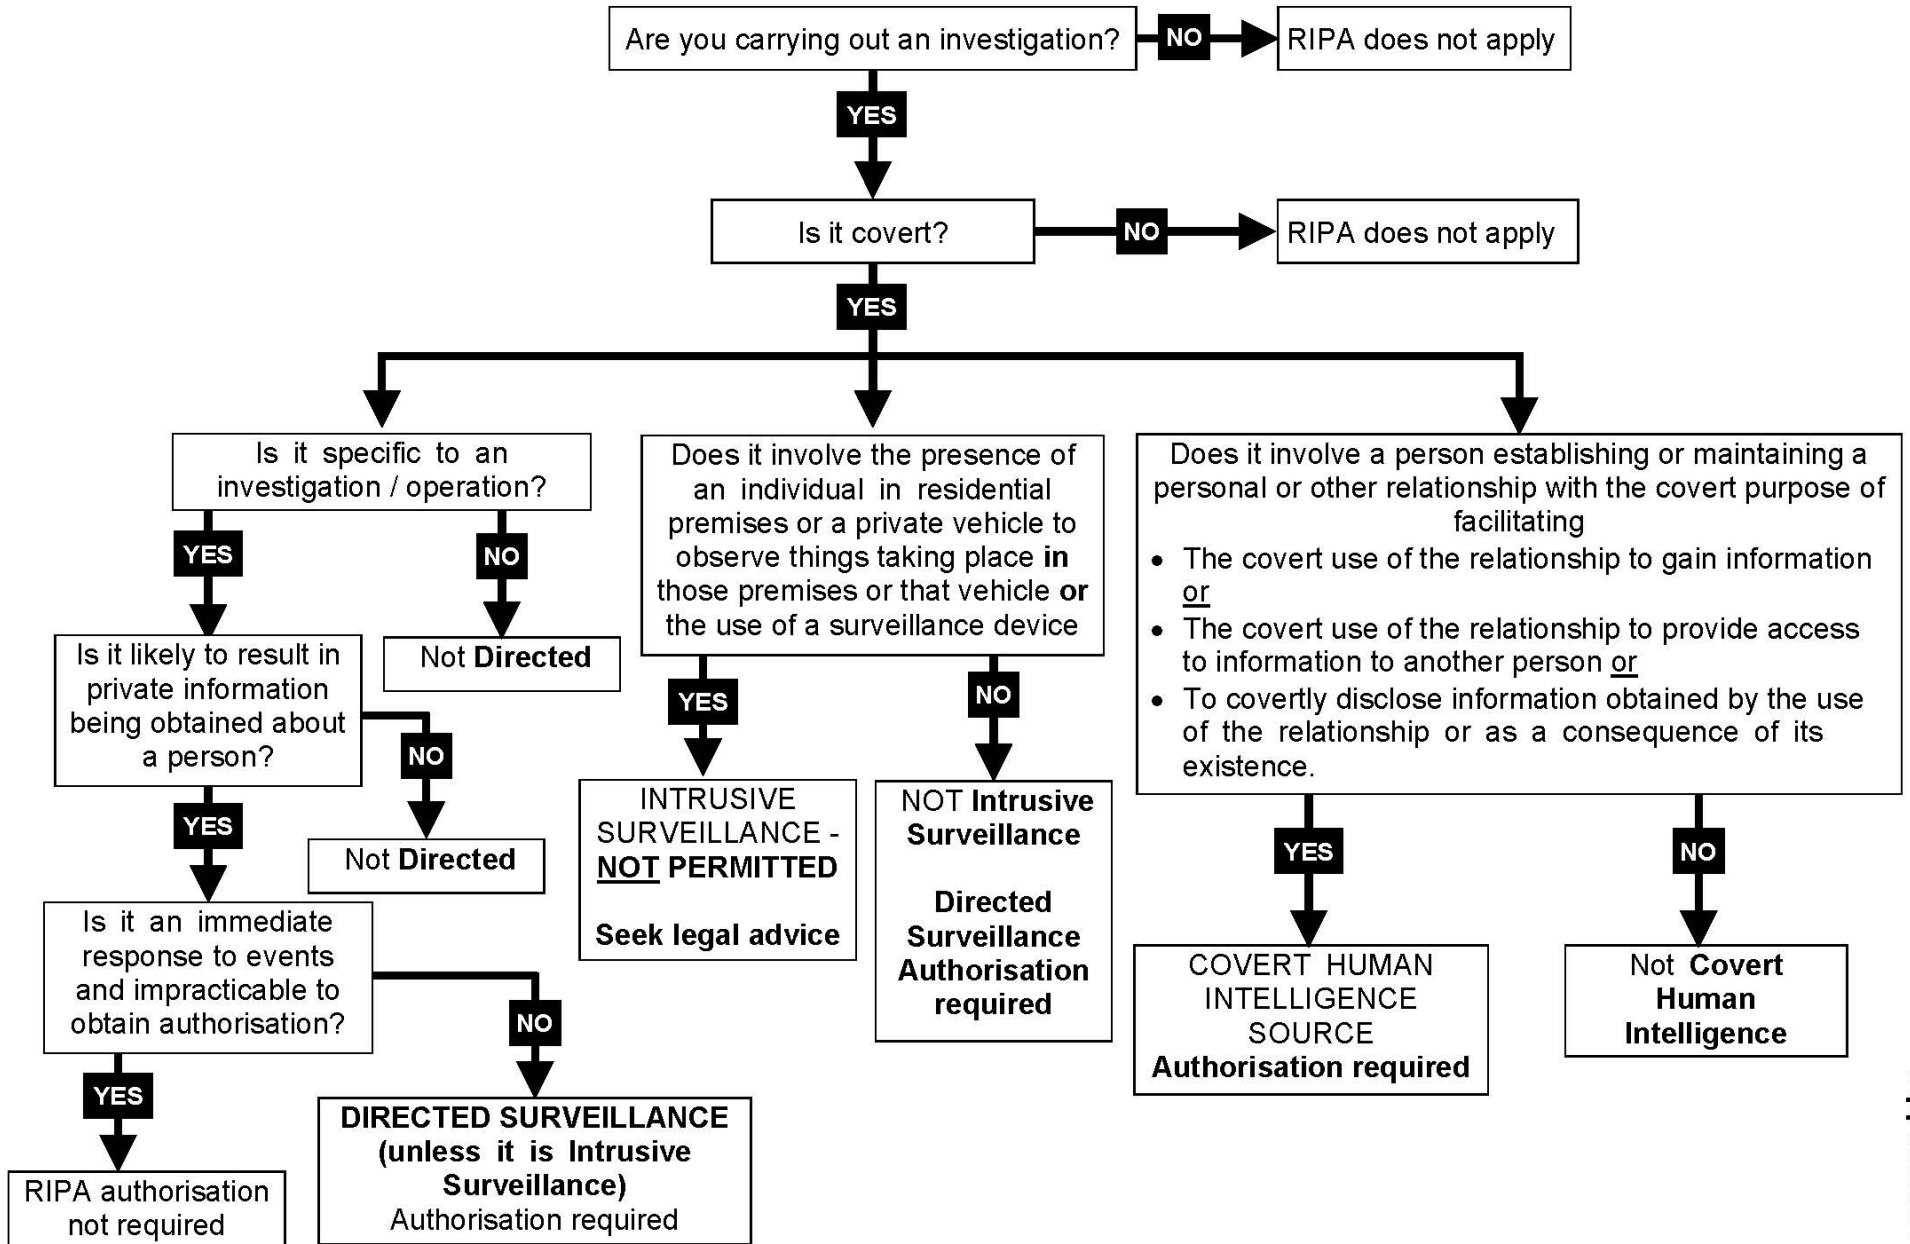 Are you carrying out an investigation?
NO
RIPA does not apply
YES
Is it covert?
NO
RIPA does not apply
YES
Is it specific to an
investigation / operation?
YES
NO
Not Directed
Is it likely to result in
private information
being obtained about
a person?
NO
Not Directed
YES
Is it an immediate
response to events
and impracticable to
obtain authorisation?
YES
RIPA authorisation
not required
NO
DIRECTED SURVEILLANCE
(unless it is Intrusive
Surveillance)
Authorisation required
Does it involve the presence of
an individual in residential
premises or a private vehicle to
observe things taking place in
those premises or that vehicle or
the use of a surveillance device
YES
INTRUSIVE
SURVEILLANCE -
NOT PERMITTED
Seek legal advice
NO
NOT Intrusive
Surveillance
Directed
Surveillance
Authorisation
required
Does it involve a person establishing or maintaining a
personal or other relationship with the covert purpose of
facilitating
• The covert use of the relationship to gain information
or
• The covert use of the relationship to provide access
to information to another person or
• To covertly disclose information obtained by the use
of the relationship or as a consequence of its
existence.
YES
COVERT HUMAN
INTELLIGENCE
SOURCE
Authorisation required
NO
Not Covert
Human
Intelligence